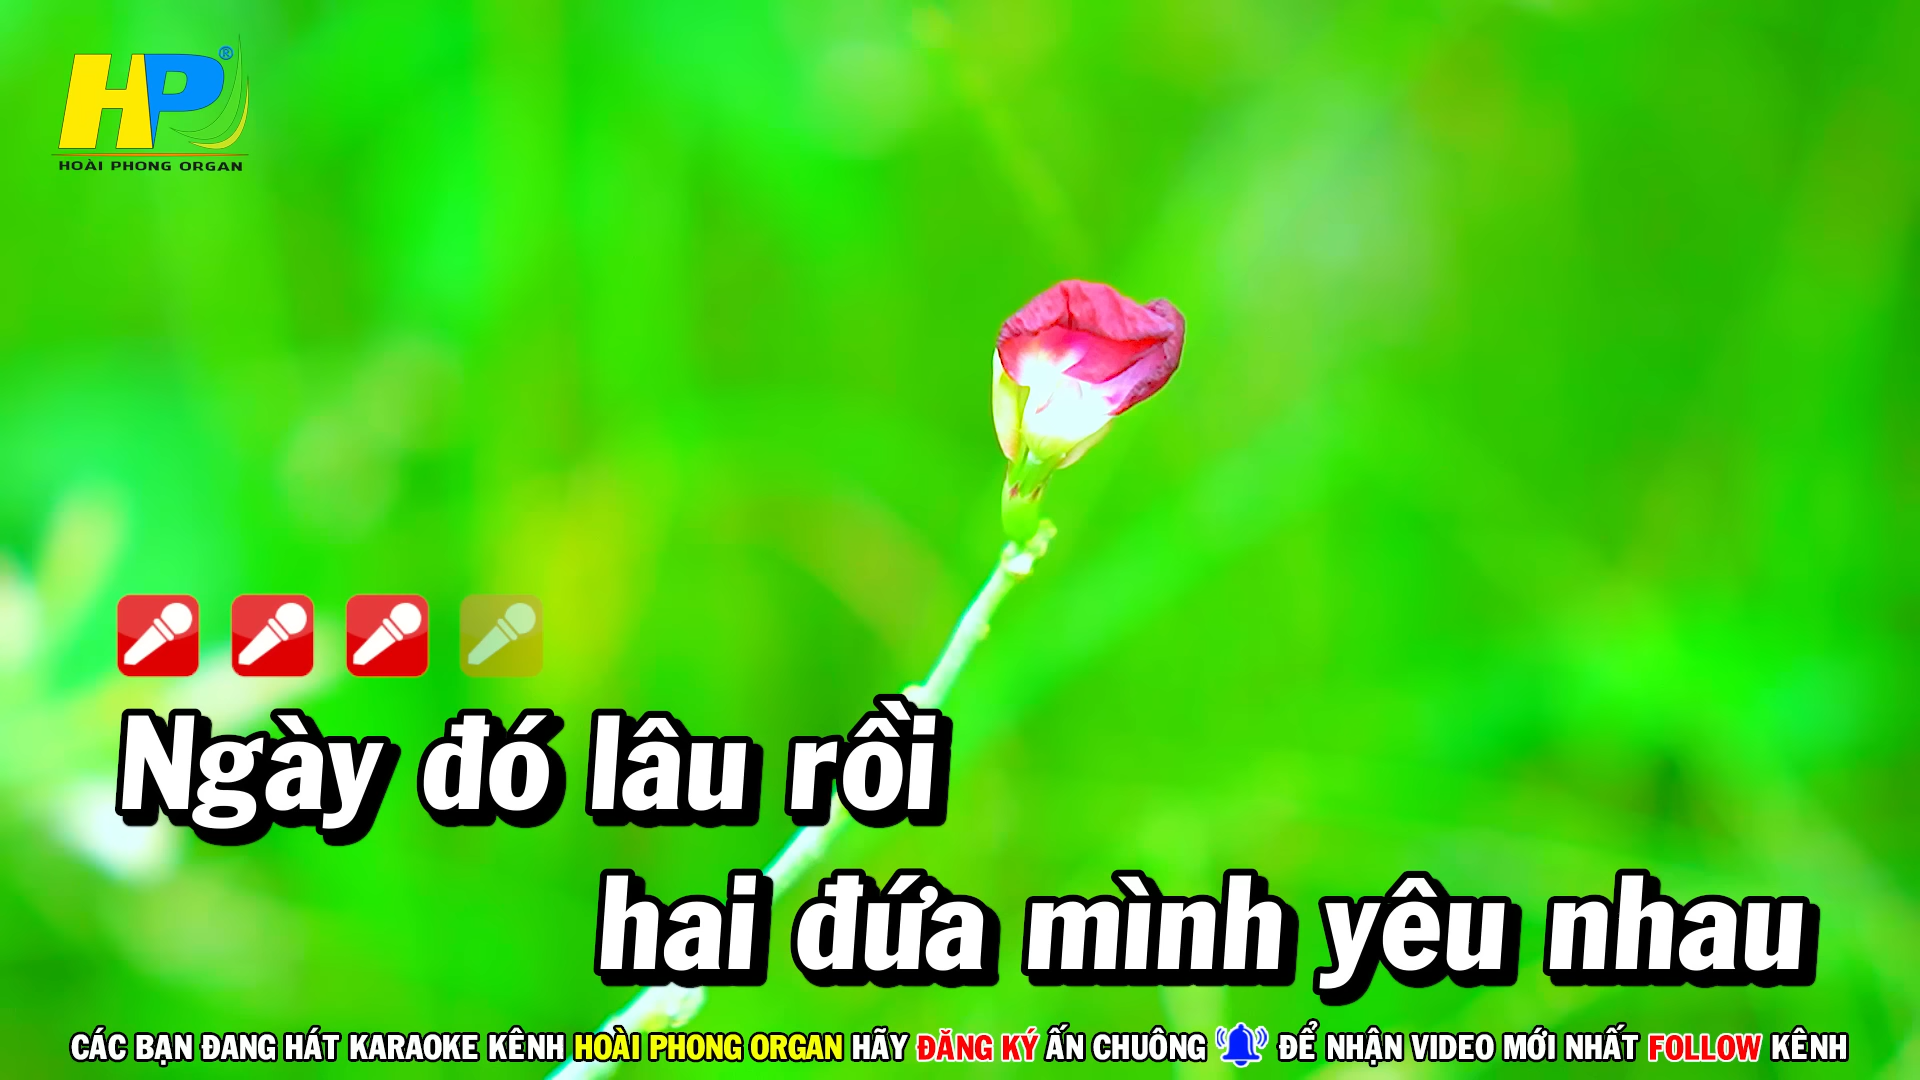 HP®
HOÀI PHONG ORGAN
Ngày đó lâu rồi
hai đứa mình yêu nhau
CÁC BẠN ĐANG HÁT KARAOKE KÊNH HOÀI PHONG ORGAN HÃY ĐĂNG KÝ ẤN CHUÔNG ĐỂ NHẬN VIDEO MỚI NHẤT FOLLOW KÊNH